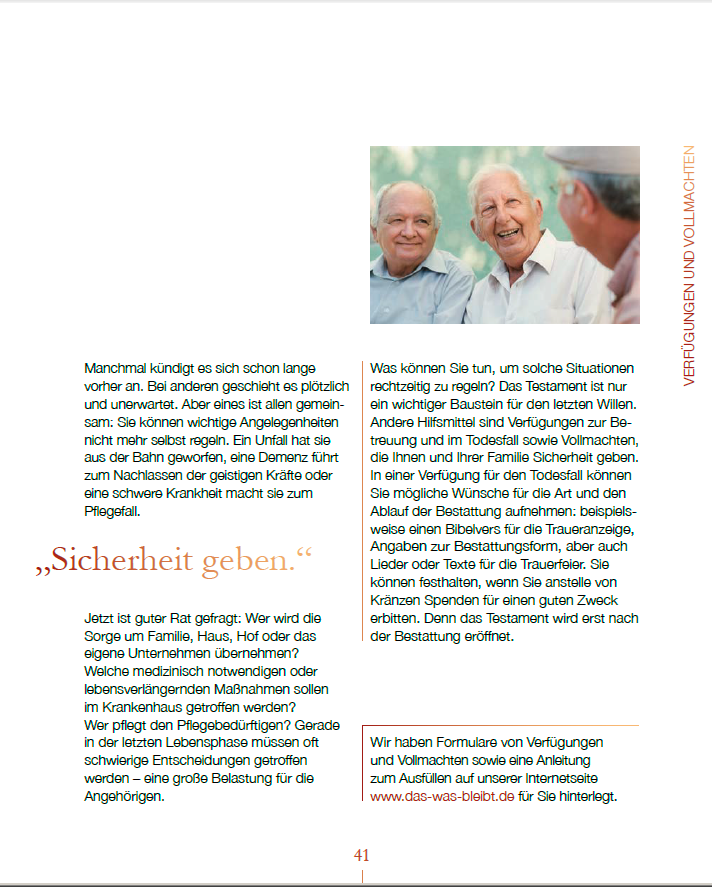 VERFÜGUNGEN UND VOLLMACHTEN
Manchmal kündigt es sich schon lange
vorher an. Bei anderen geschieht es plötzlich
und unerwartet. Aber eines ist allen gemein-
sam: Sie können wichtige Angelegenheiten
nicht mehr selbst regeln. Ein Unfall hat sie
aus der Bahn geworfen, eine Demenz führt
zum Nachlassen der geistigen Kräfte oder
eine schwere Krankheit macht sie zum
Pflegefall.
„Sicherheit geben.“
Jetzt ist guter Rat gefragt: Wer wird die
Sorge um Familie, Haus, Hof oder das
eigene Unternehmen übernehmen?
Welche medizinisch notwendigen oder
lebensverlängernden Maßnahmen sollen
im Krankenhaus getroffen werden?
Wer pflegt den Pflegebedürftigen? Gerade
in der letzten Lebensphase müssen oft
schwierige Entscheidungen getroffen
werden – eine große Belastung für die
Angehörigen.
Was können Sie tun, um solche Situationen
rechtzeitig zu regeln? Das Testament ist nur
ein wichtiger Baustein für den letzten Willen.
Andere Hilfsmittel sind Verfügungen zur Be-
treuung und im Todesfall sowie Vollmachten,
die Ihnen und Ihrer Familie Sicherheit geben.
In einer Verfügung für den Todesfall können
Sie mögliche Wünsche für die Art und den
Ablauf der Bestattung aufnehmen: beispiels-
weise einen Bibelvers für die Traueranzeige,
Angaben zur Bestattungsform, aber auch
Lieder oder Texte für die Trauerfeier. Sie
können festhalten, wenn Sie anstelle von
Kränzen Spenden für einen guten Zweck
erbitten. Denn das Testament wird erst nach
der Bestattung eröffnet.
Wir haben Formulare von Verfügungen
und Vollmachten sowie eine Anleitung
zum Ausfüllen auf unserer Internetseite
www.das-was-bleibt.de für Sie hinterlegt.
41